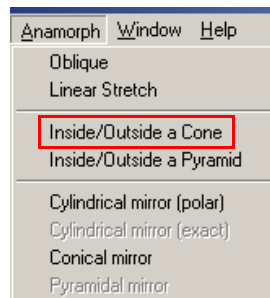 Anamorph Window Help
Oblique
Linear Stretch
Inside/Outside a Cone
Inside/Outside a Pyramid
Cylindrical mirror (polar)
Cylindrical mirror (exact)
Conical mirror
Pyramidal mirror